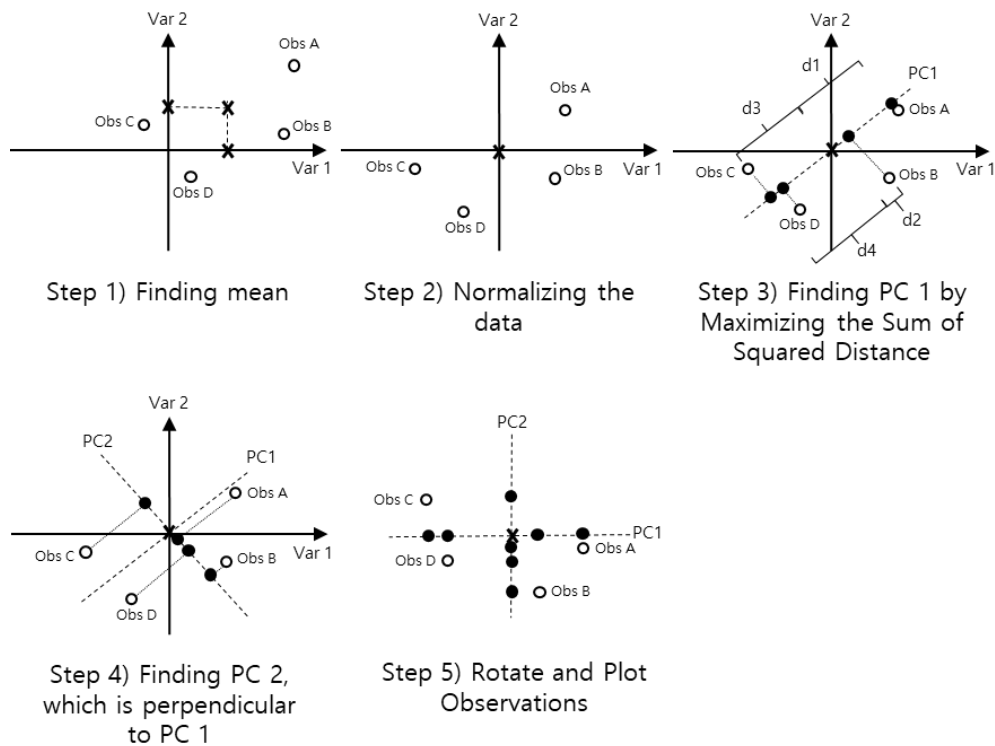 Var 2
Obs A
Obs C
Obs B
Var 1
Obs D
Step 1) Finding mean
Var 2
Obs A
Obs C
Obs B
Var 1
Obs D
Step 2) Normalizing the
data
Var 2
d1
PC1
d3
Obs A
Var 1
Obs C
Obs B
Obs D
d2
d4
Step 3) Finding PC 1 by
Maximizing the Sum of
Squared Distance
Var 2
PC2
PC1
Obs A
Var 1
Obs C
Obs B
Obs D
Step 4) Finding PC 2,
which is perpendicular
to PC 1
PC2
Obs C
PC1
Obs A
Obs D
Obs B
Step 5) Rotate and Plot
Observations